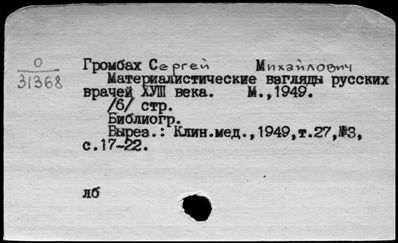 О
31368
Громбах Сергей Михайлович
Материалистические взгляды русских
врачей ХУШ века. М.,1949.
/6/ стр.
Библиогр.
Вырез.: Клин.мед.,1949,т.27,№3,
с.17-22.
лб